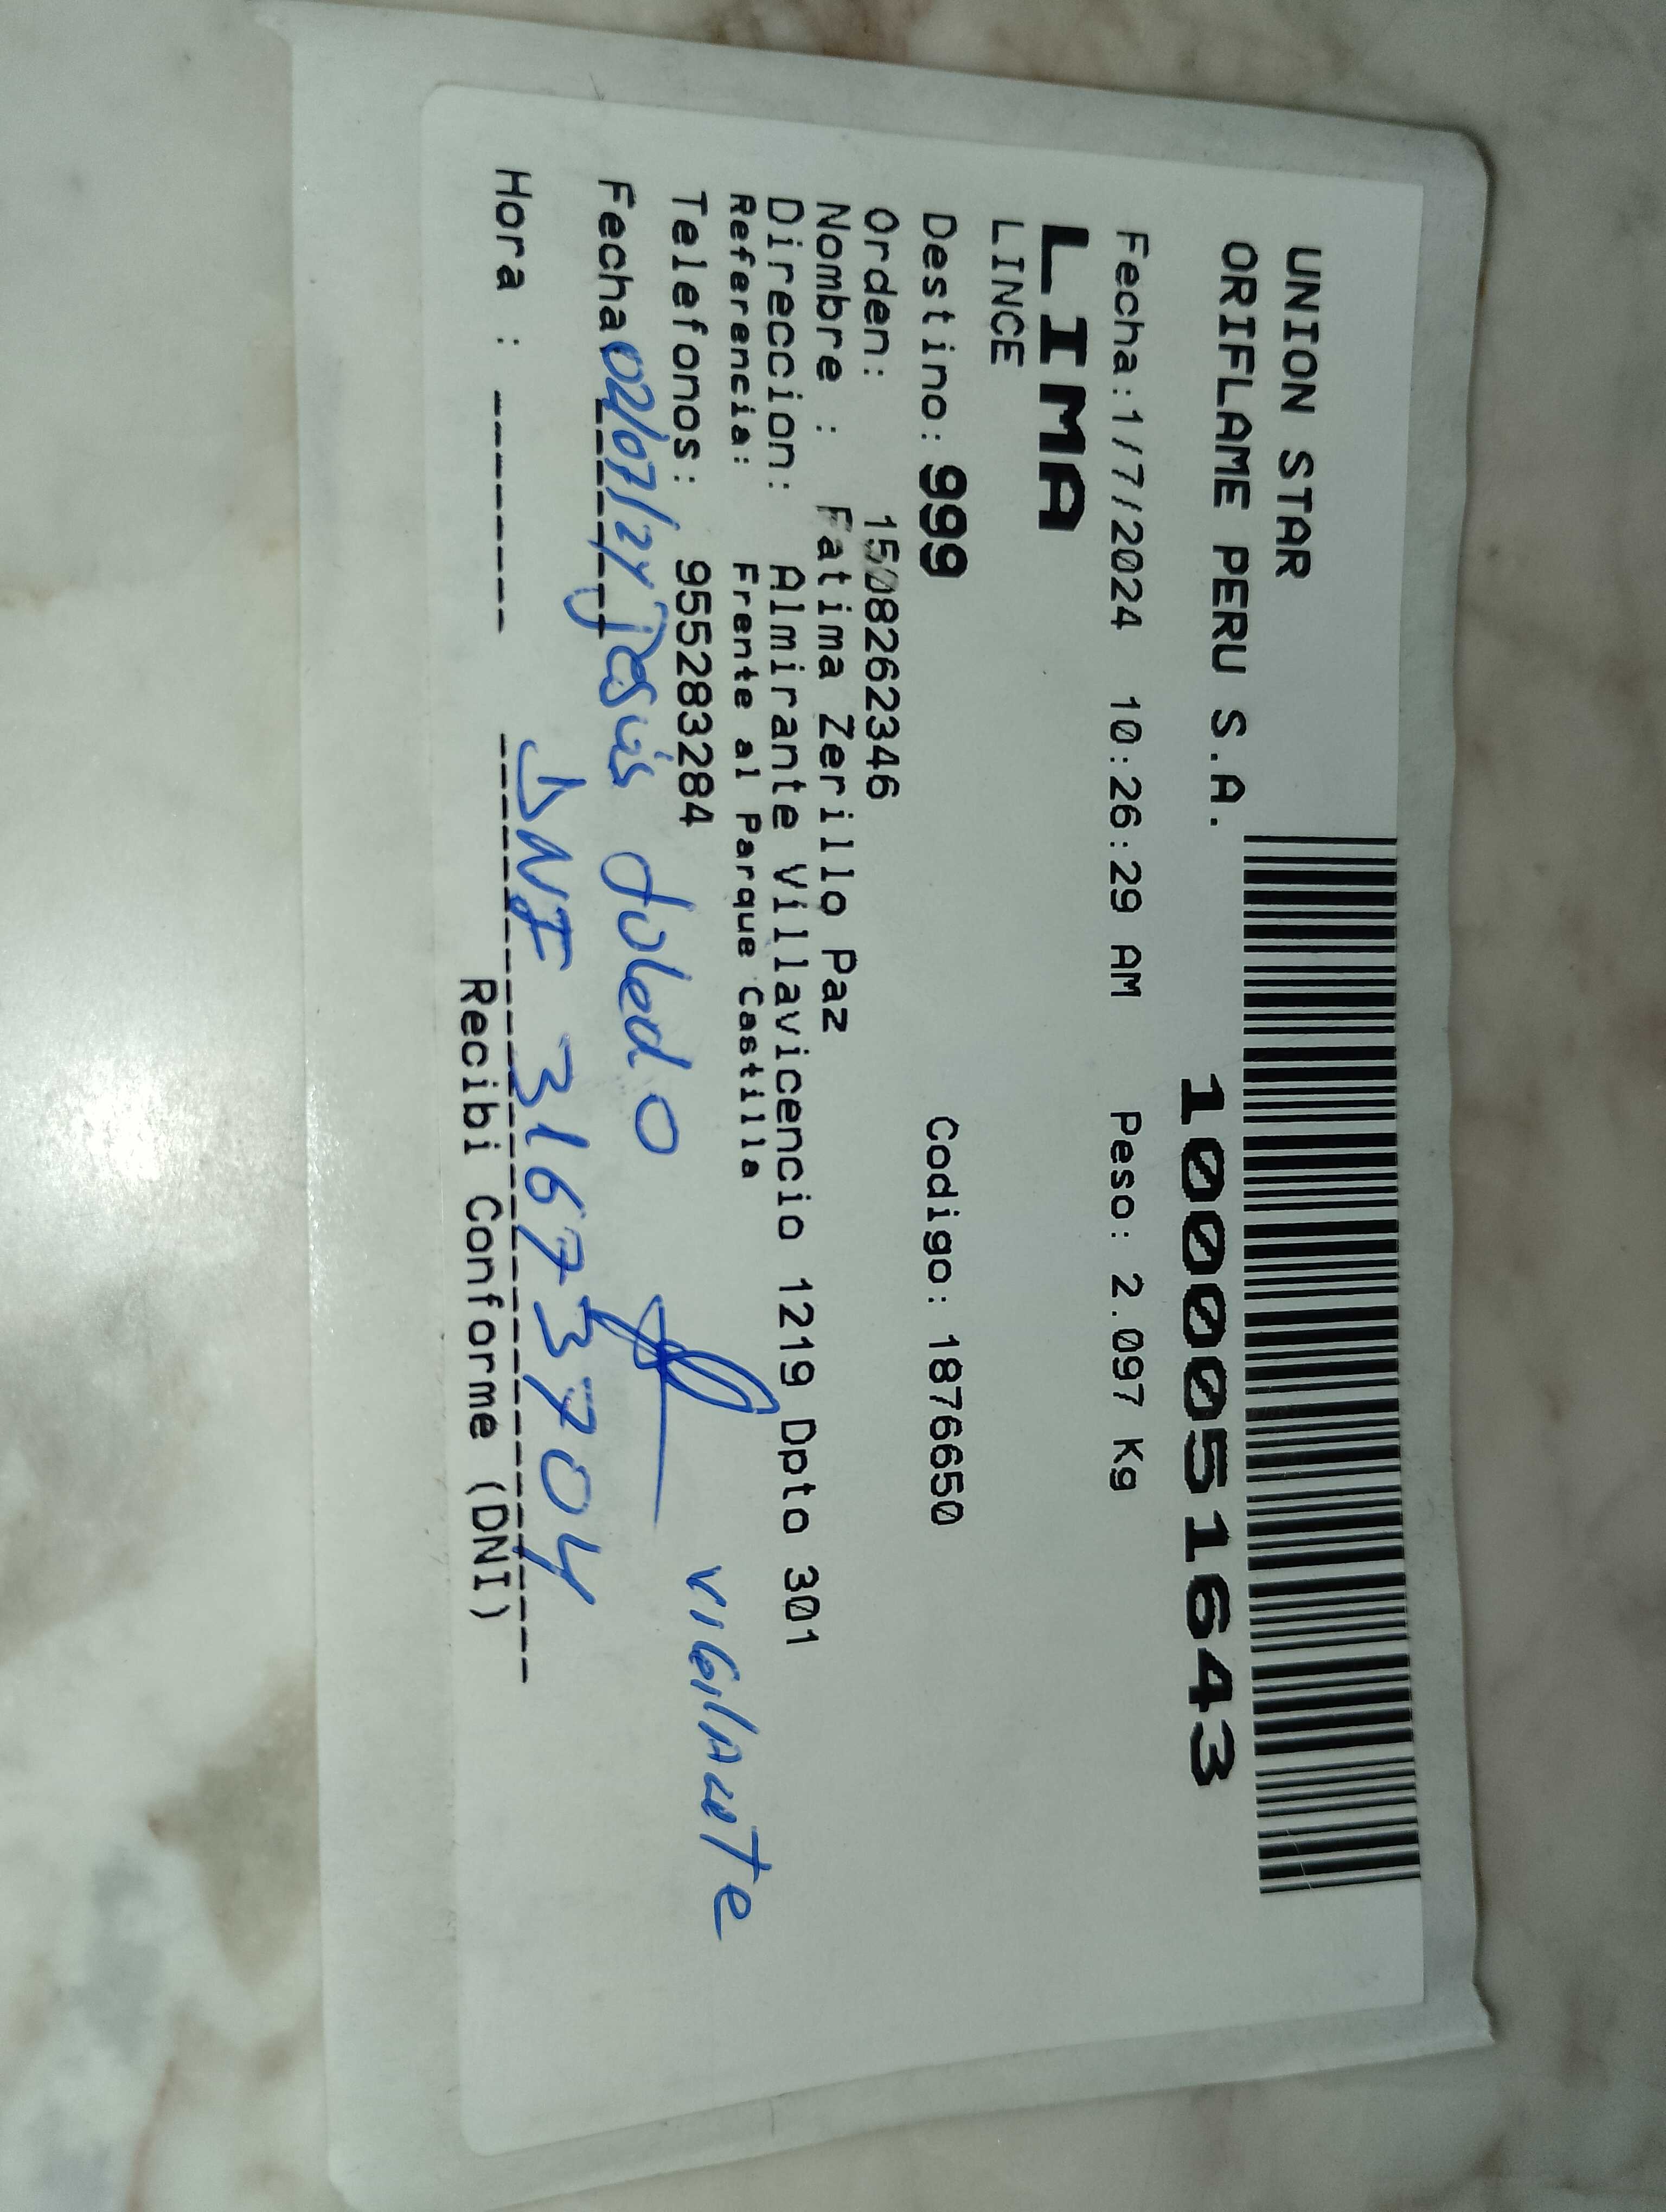 UNION STAR
ORIFLAME PERU S.A.
1000051643
Fecha:1/7/2024 10:26:29 AM Peso: 2.097 Kg
LIMA
LINCE
Destino: 999 Codigo: 1876650
Orden: 1508262346
Nombre : Fatima Zerillo Paz
Direccion: Almirante Villavicencio 1219 Dpto 301
Referencia: Frente al Parque Castilla
Telefonos: 955283284
Fecha 02/07/24 Jesús toledo vigilante
Hora : DNI 31673704
Recibi Conforme (DNI)